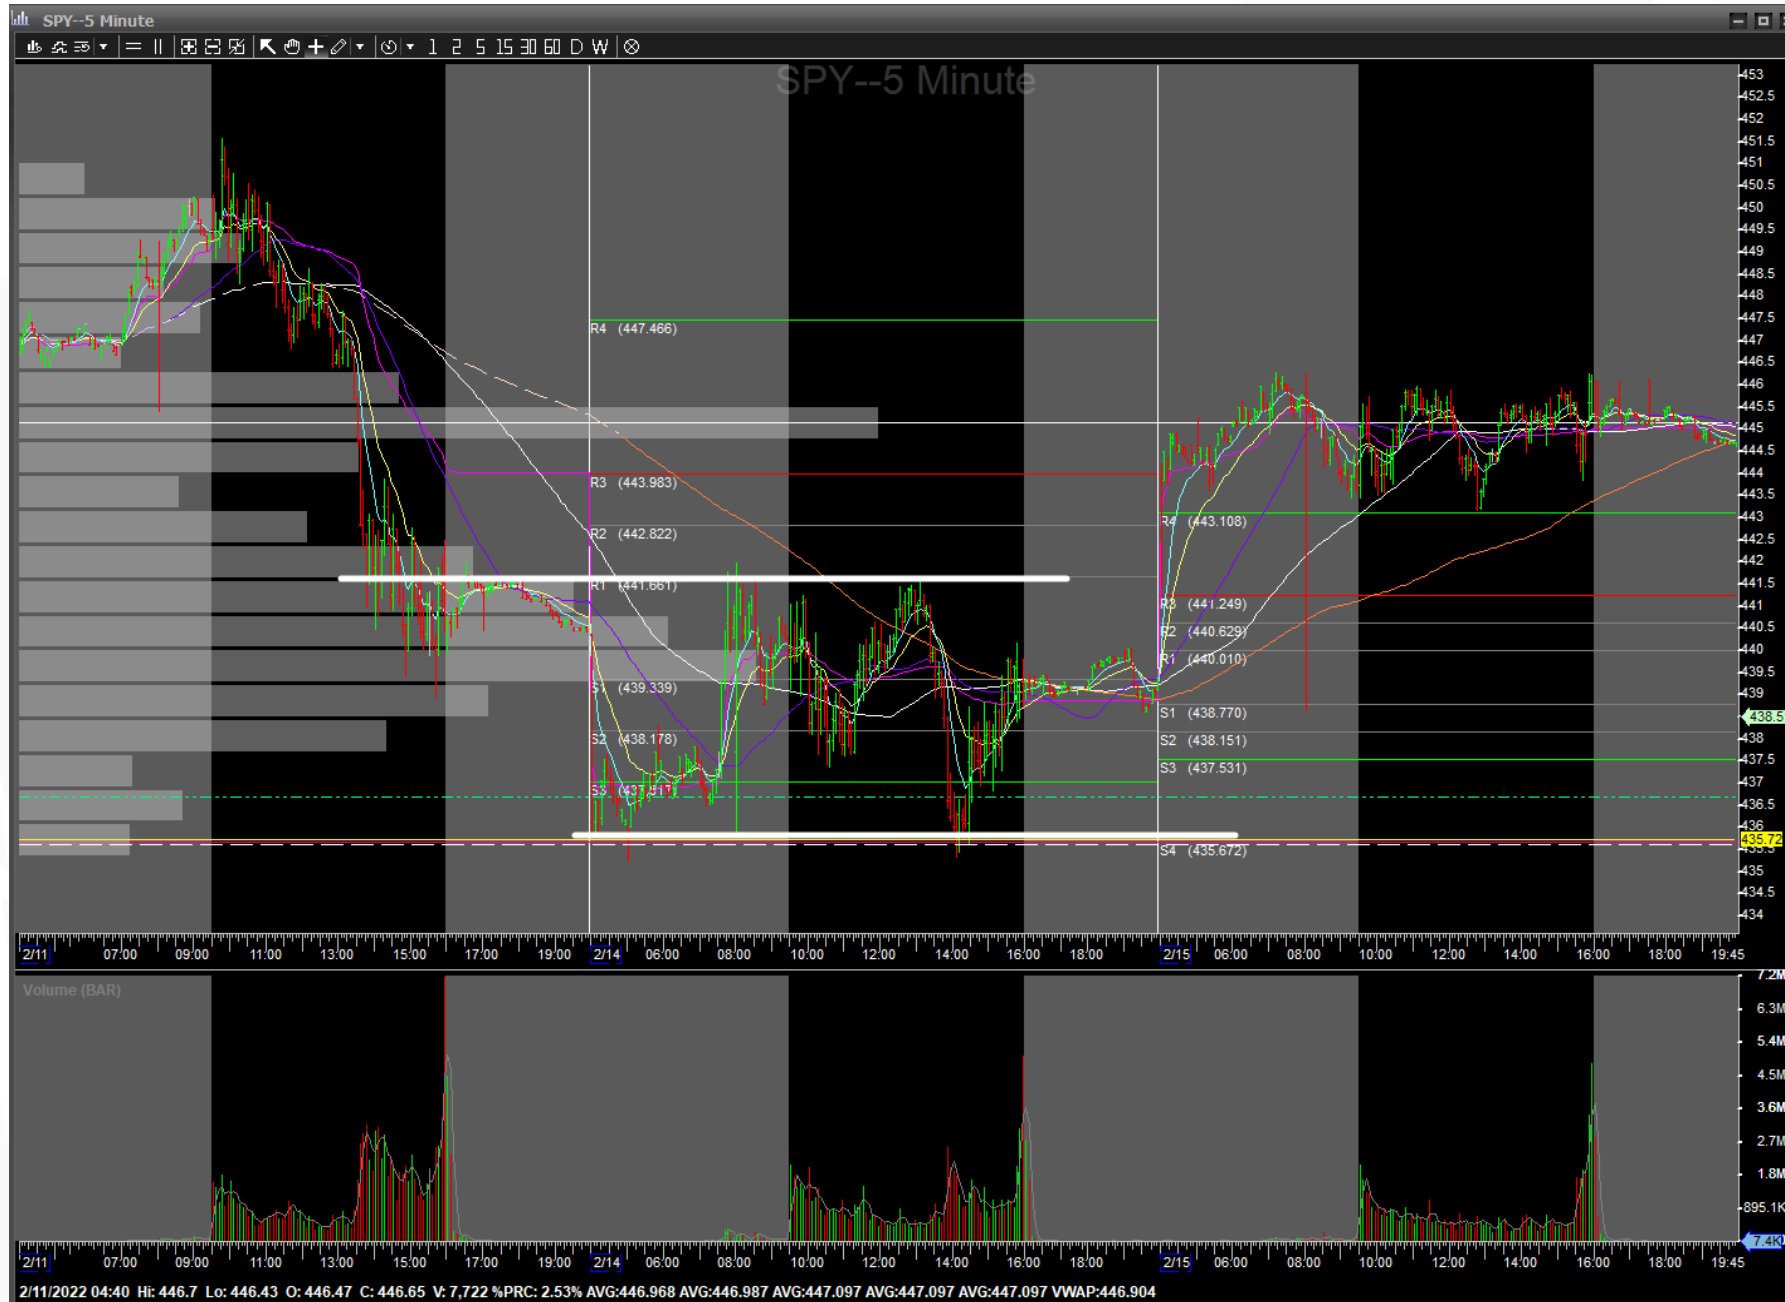 SPY--5 Minute
1 2 5 15 30 60 D W
SPY--5 Minute
453
452.5
452
451.5
451
450.5
450
449.5
449
448.5
448
447.5
447
446.5
446
445.5
445
444.5
444
443.5
443
442.5
442
441.5
441
440.5
440
439.5
439
438.5
438
437.5
437
436.5
436
435.72
435.5
435
434.5
434
R4 (447.466)
R3 (443.983)
R2 (442.822)
R1 (441.661)
S1 (439.339)
S2 (438.178)
R4 (443.108)
R3 (441.249)
R2 (440.629)
R1 (440.010)
S1 (438.770)
S2 (438.151)
S3 (437.531)
S4 (435.672)
2/11 07:00 09:00 11:00 13:00 15:00 17:00 19:00 2/14 06:00 08:00 10:00 12:00 14:00 16:00 18:00 2/15 06:00 08:00 10:00 12:00 14:00 16:00 18:00 19:45
Volume (BAR)
7.2M
6.3M
5.4M
4.5M
3.6M
2.7M
1.8M
895.1K
7.4K
2/11 07:00 09:00 11:00 13:00 15:00 17:00 19:00 2/14 06:00 08:00 10:00 12:00 14:00 16:00 18:00 2/15 06:00 08:00 10:00 12:00 14:00 16:00 18:00 19:45
2/11/2022 04:40 Hi: 446.7 Lo: 446.43 O: 446.47 C: 446.65 V: 7,722 %PRC: 2.53% AVG:446.968 AVG:446.987 AVG:447.097 AVG:447.097 AVG:447.097 VWAP:446.904